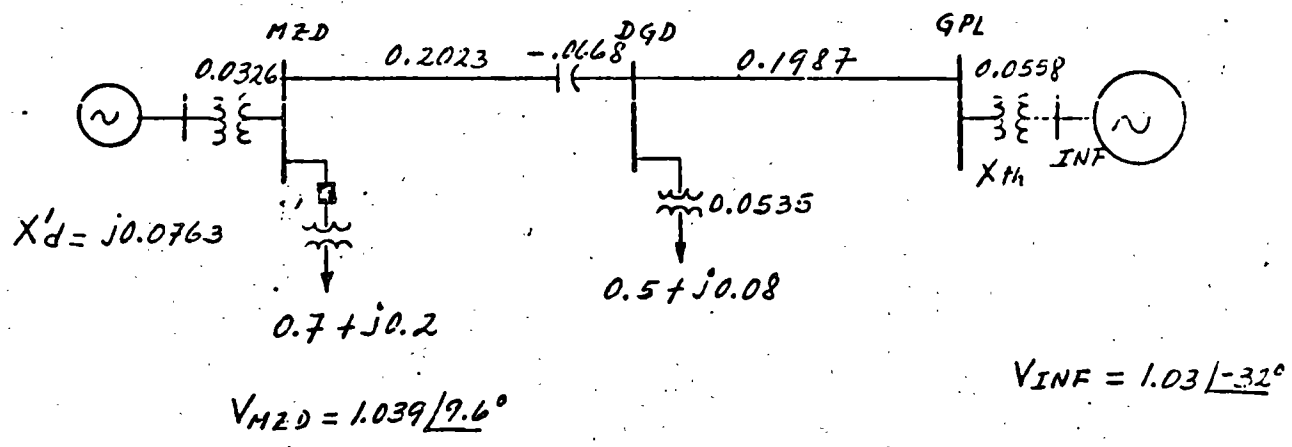 MZD
DGD
GPL
0.0326
0.2023
-.0668
0.1987
0.0558
INF
Xth
X'd = j0.0763
0.0535
0.7 + j0.2
0.5 + j0.08
VMZD = 1.039/9.6°
VINF = 1.03/-32°